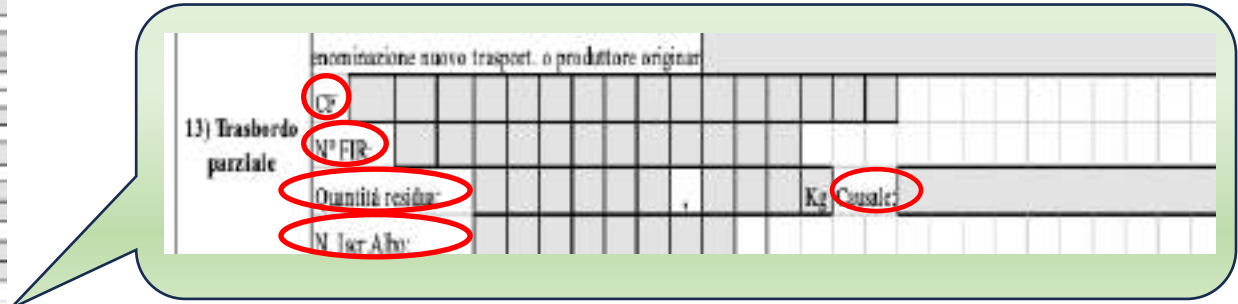 enominazione nuovo trasport. o produttore originar
CF
13) Trasbordo parziale
N° FIR:
Quantità residua: , Kg Causale:
N. Iscr Albo: